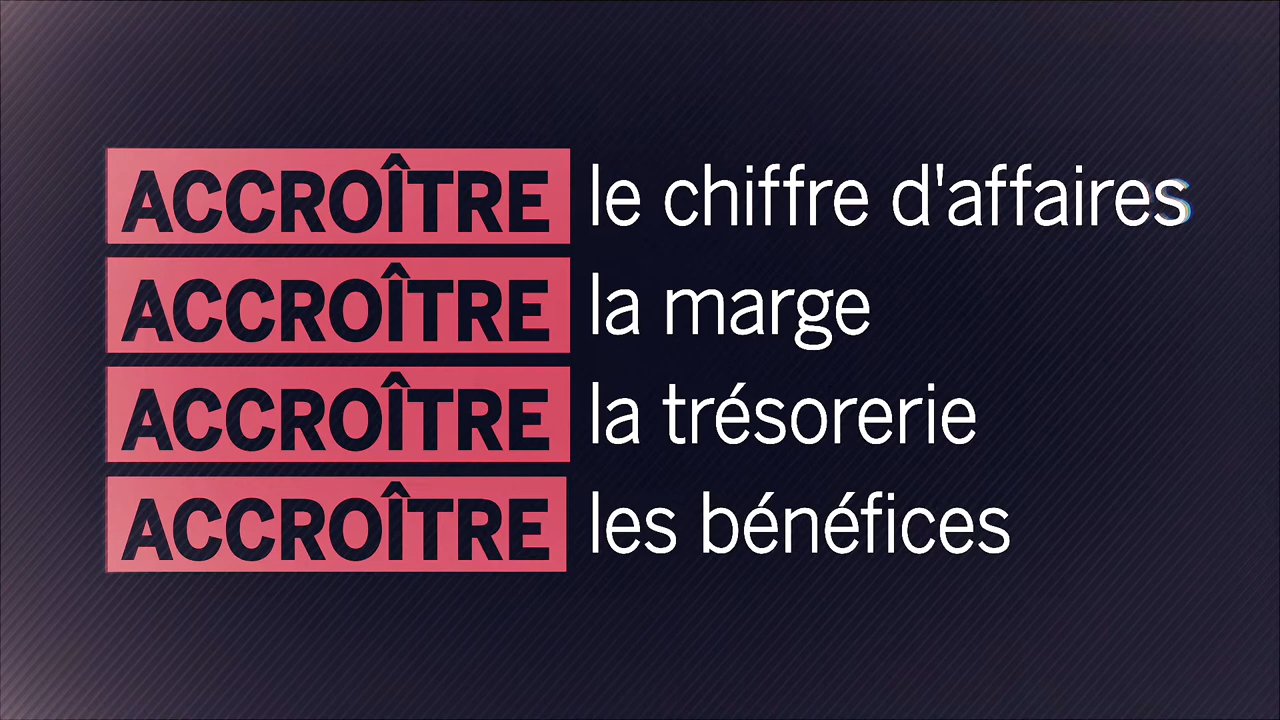 ACCROÎTRE le chiffre d'affaires
ACCROÎTRE la marge
ACCROÎTRE la trésorerie
ACCROÎTRE les bénéfices